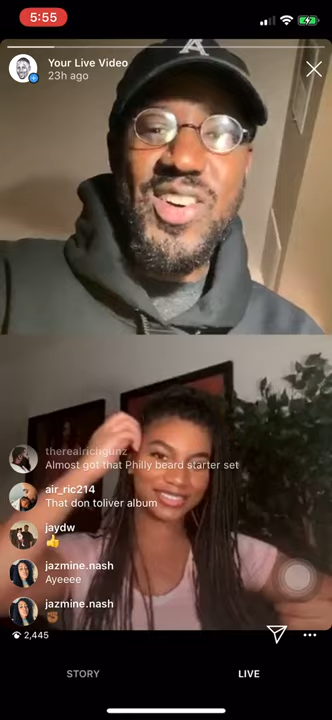 5:55
Your Live Video
23h ago
A
therealrichgunz
Almost got that Philly beard starter set
air_ric214
That don toliver album
jaydw
👍
jazmine.nash
Ayeeee
jazmine.nash
2,445
STORY
LIVE